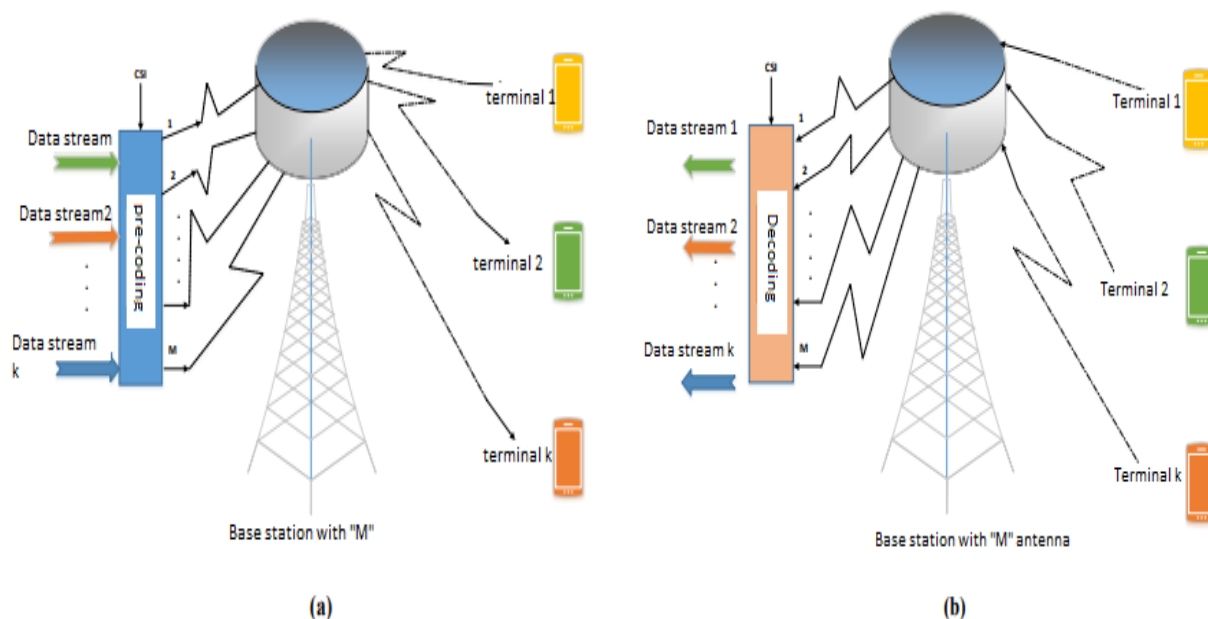 CSI
1
Data stream
2
Data stream2
pre-coding
Data stream
k
M
terminal 1
terminal 2
terminal k
Base station with "M"
(a)
CSI
1
Data stream 1
2
Data stream 2
Decoding
Data stream k
M
Terminal 1
Terminal 2
Terminal k
Base station with "M" antenna
(b)